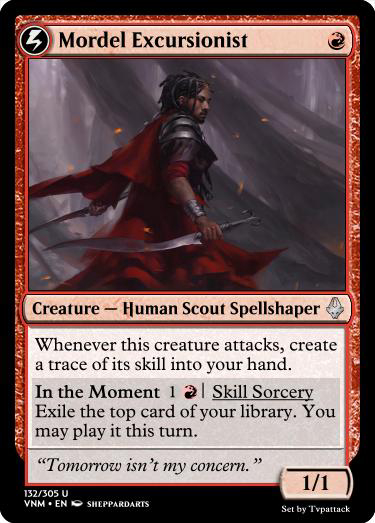 Mordel Excursionist
Creature — Human Scout Spellshaper
Whenever this creature attacks, create
a trace of its skill into your hand.
In the Moment 1 | Skill Sorcery
Exile the top card of your library. You
may play it this turn.
“Tomorrow isn't my concern.”
1/1
132/305 U
VNM • EN SHEPPARDARTS
Set by Tvpattack